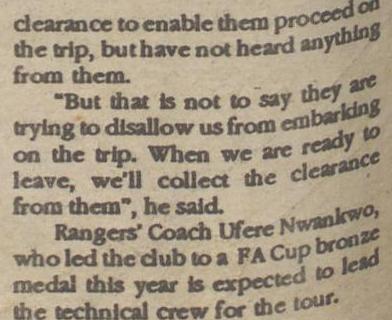 clearance to enable them proceed on
the trip, but have not heard anything
from them.
"But that is not to say they are
trying to disallow us from embarking
on the trip. When we are ready to
leave, we'll collect the clearance
from them", he said.
Rangers' Coach Ufere Nwankwo,
who led the club to a FA Cup bronze
medal this year is expected to lead
the technical crew for the tour.